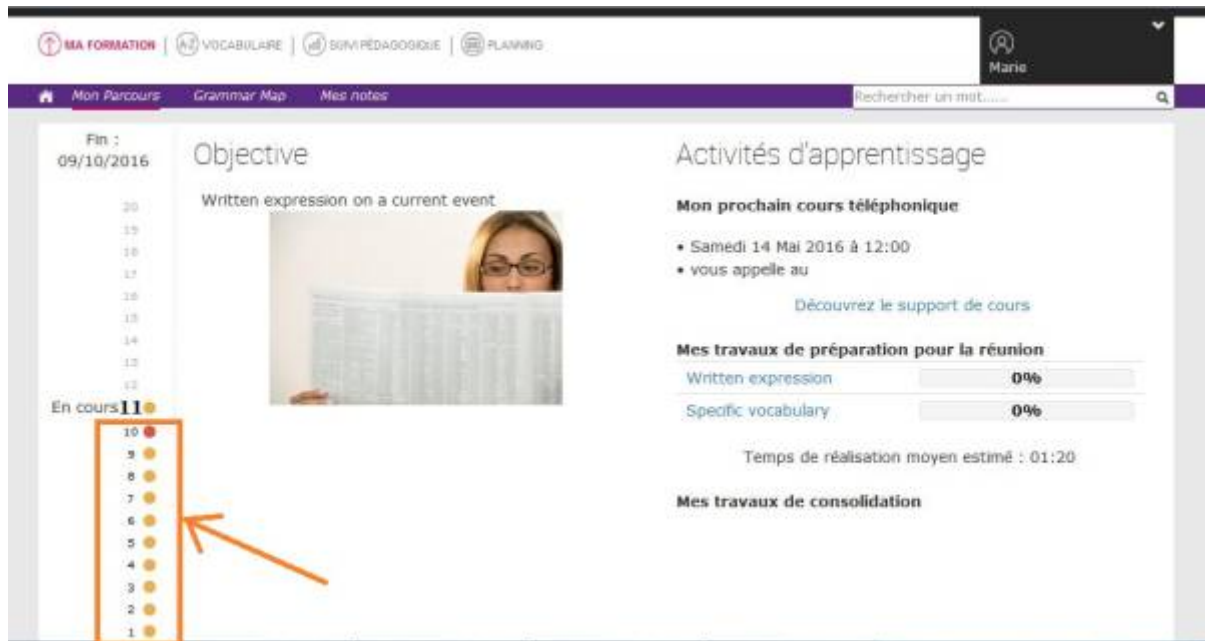 MA FORMATION | A-Z VOCABULAIRE | SUIVI PÉDAGOGIQUE | PLANNING
Marie
Mon Parcours Grammar Map Mes notes
Rechercher un mot......
Fin :
09/10/2016
20
19
18
17
16
15
14
13
12
En cours 11
10
9
8
7
6
5
4
3
2
1
Objective
Written expression on a current event
Activités d'apprentissage
Mon prochain cours téléphonique
• Samedi 14 Mai 2016 à 12:00
• vous appelle au
Découvrez le support de cours
Mes travaux de préparation pour la réunion
Written expression 0%
Specific vocabulary 0%
Temps de réalisation moyen estimé : 01:20
Mes travaux de consolidation